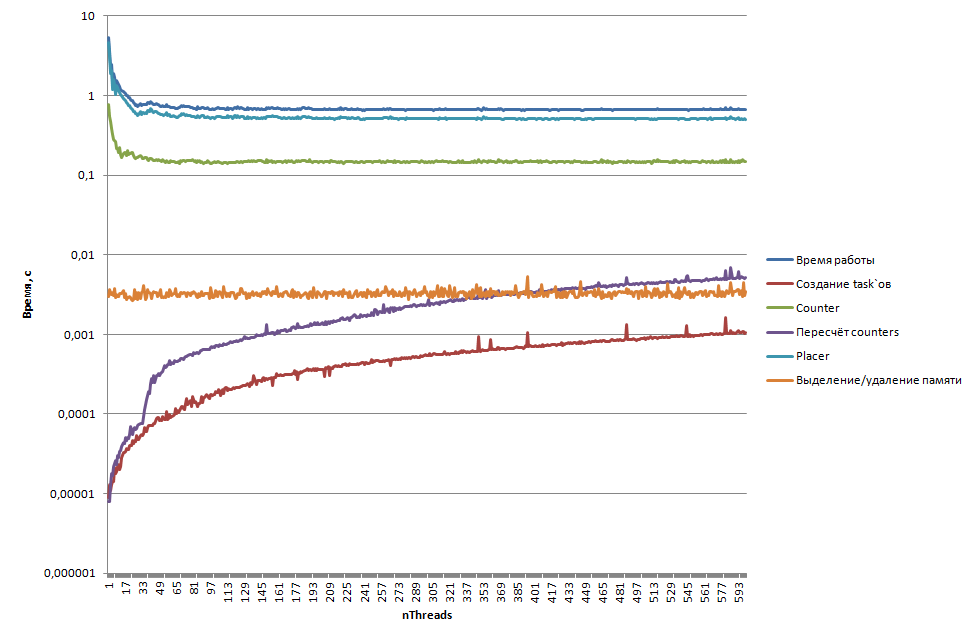 10
1
0,1
0,01
0,001
0,0001
0,00001
0,000001
Время, с
1 17 33 49 65 81 97 113 129 145 161 177 193 209 225 241 257 273 289 305 321 337 353 369 385 401 417 433 449 465 481 497 513 529 545 561 577 593
nThreads
Время работы
Создание task`ов
Counter
Пересчёт counters
Placer
Выделение/удаление памяти